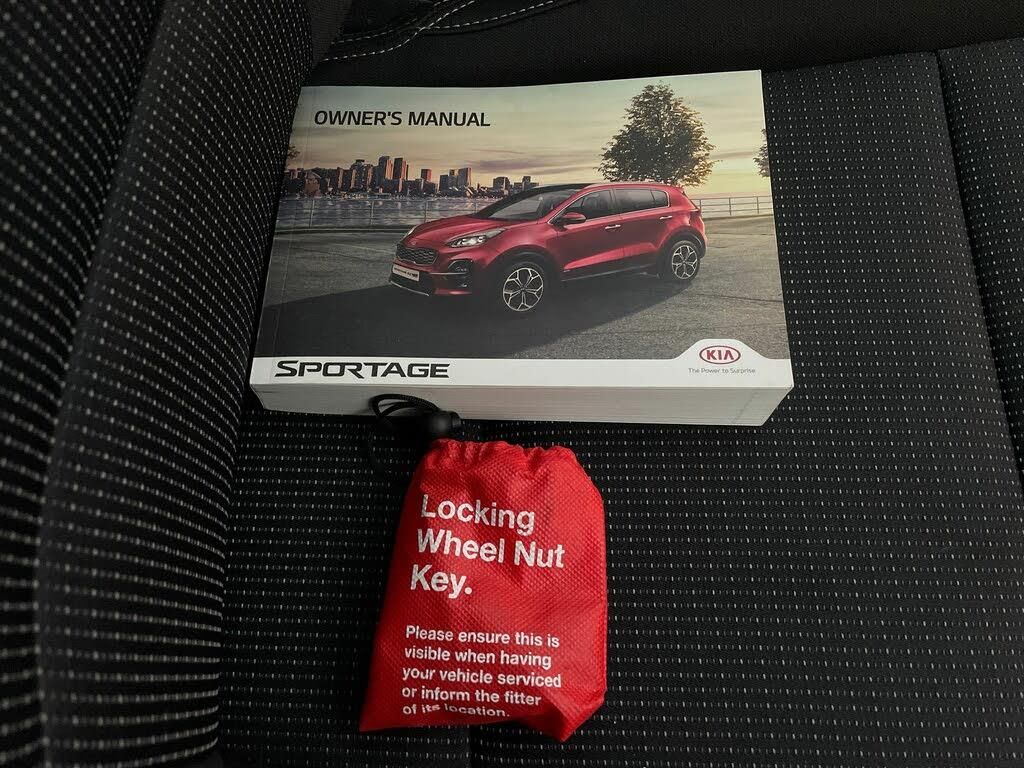 OWNER'S MANUAL
SPORTAGE
KIA
The Power to Surprise
Locking
Wheel Nut
Key.
Please ensure this is
visible when having
your vehicle serviced
or inform the fitter
of its location.